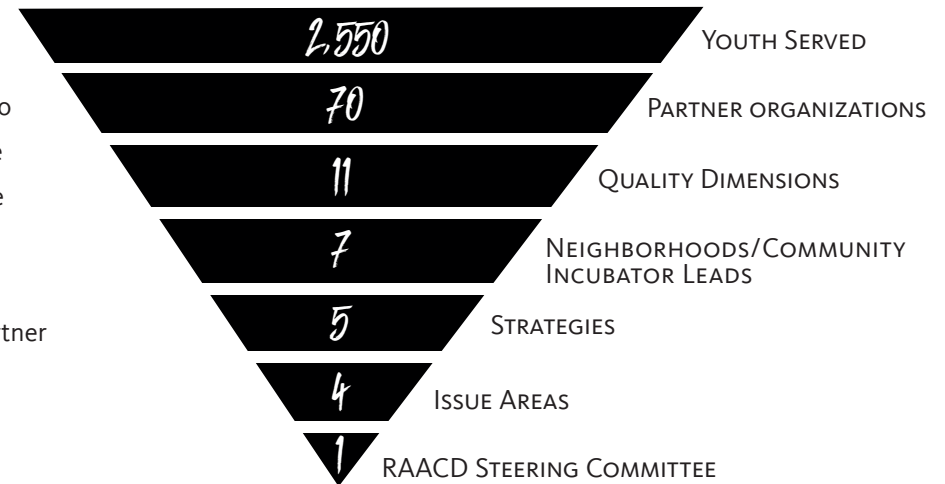 2,550 Youth Served
o
70 Partner organizations
e
11 Quality Dimensions
e
7 Neighborhoods/Community
Incubator Leads
5 Strategies
rtner
4 Issue Areas
1 RAACD Steering Committee